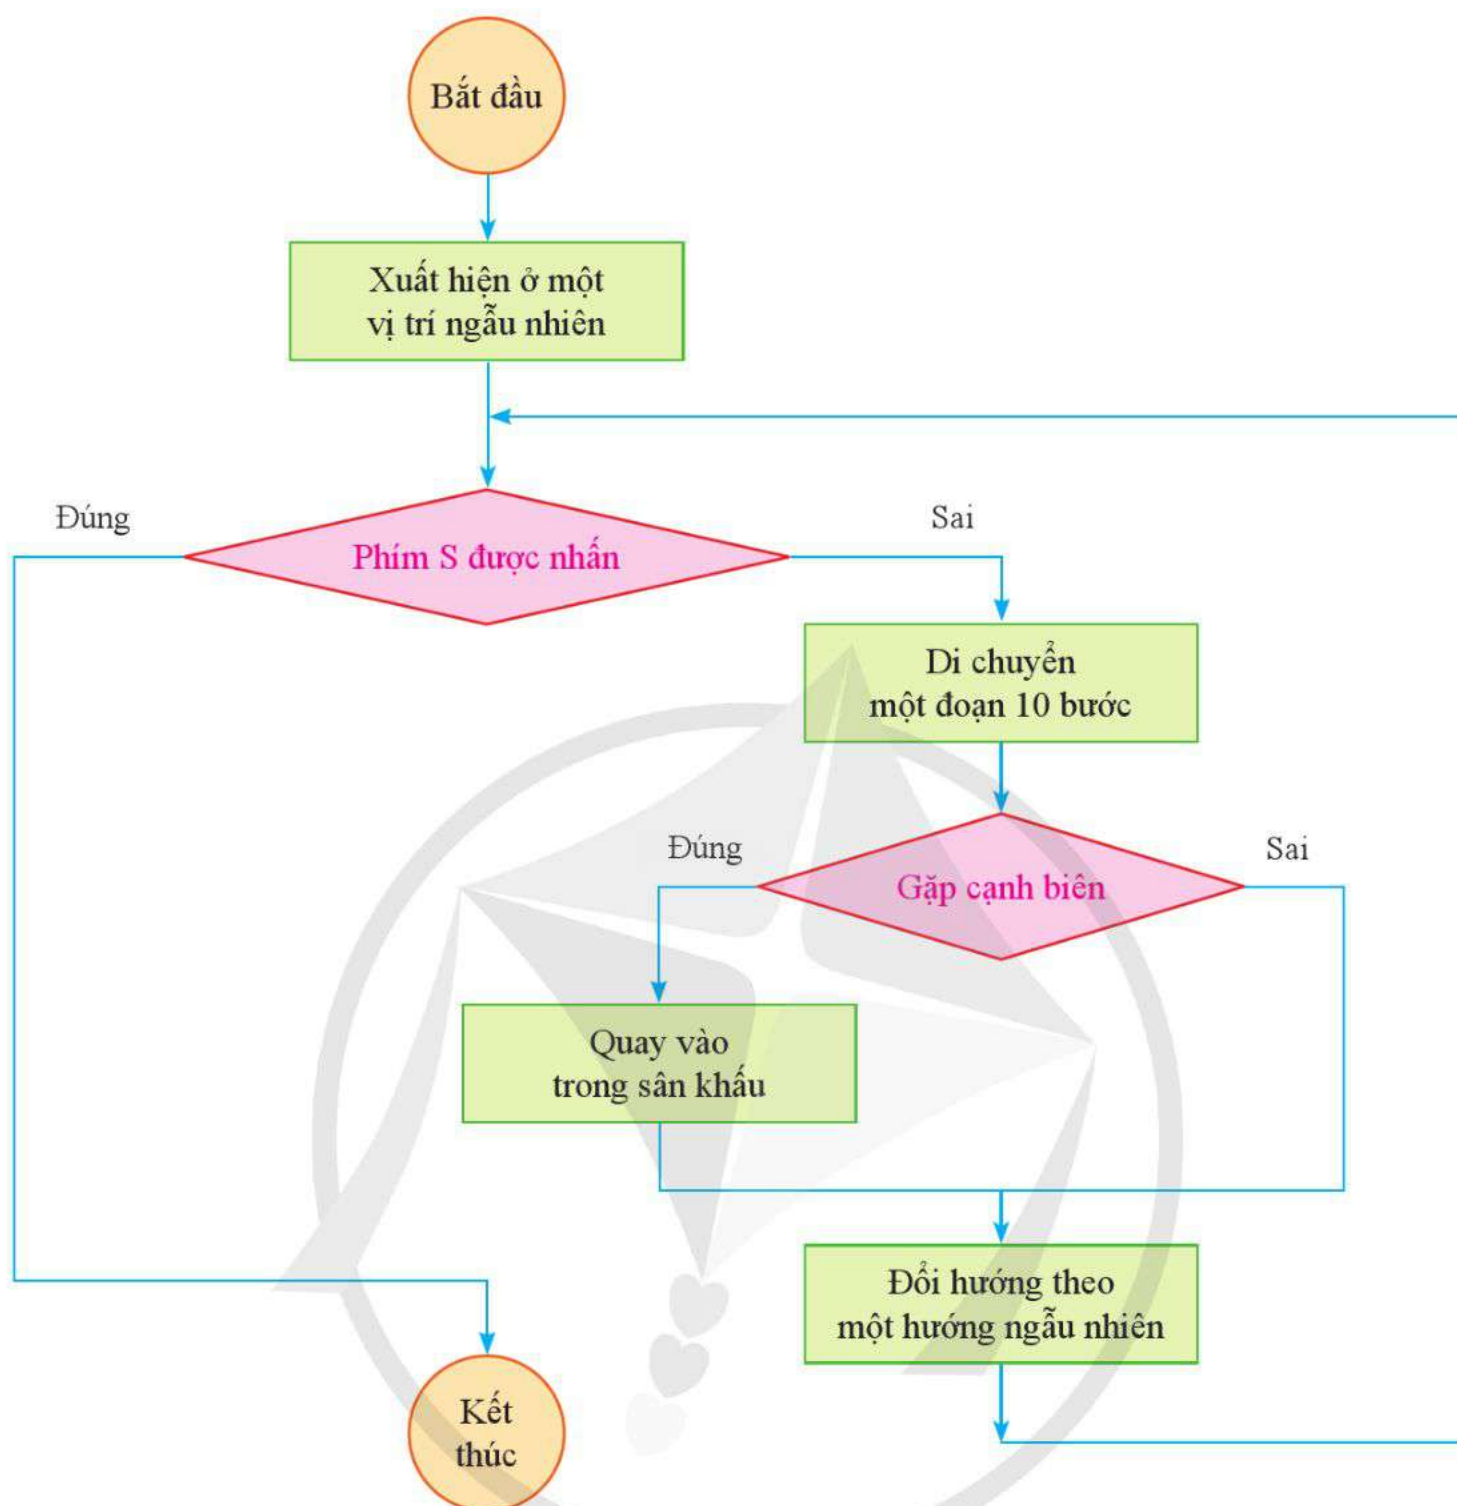 Bắt đầu
Xuất hiện ở một
vị trí ngẫu nhiên
Đúng
Sai
Phím S được nhấn
Di chuyển
một đoạn 10 bước
Đúng
Sai
Gặp cạnh biên
Quay vào
trong sân khấu
Đổi hướng theo
một hướng ngẫu nhiên
Kết
thúc